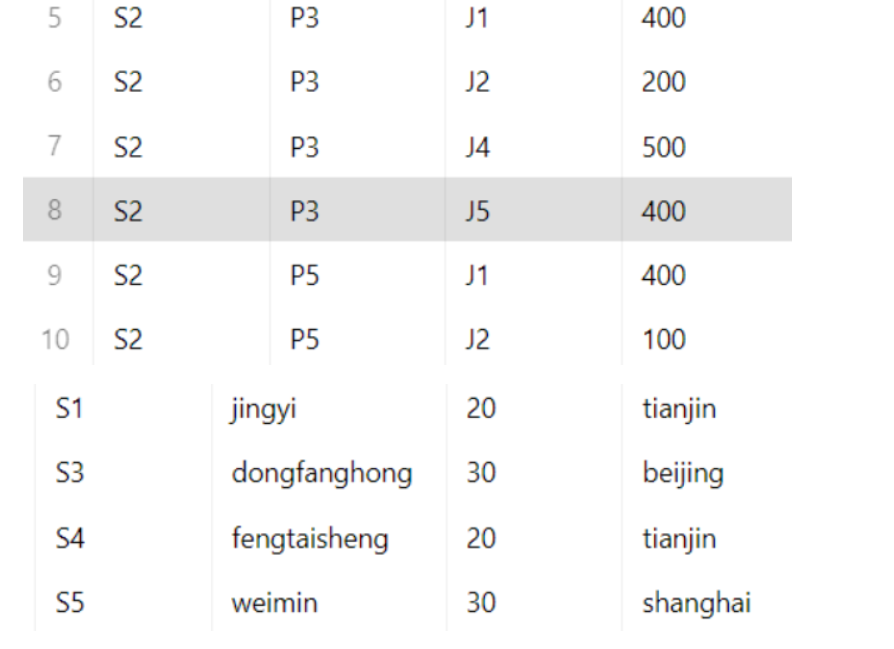 5 S2 P3 J1 400
6 S2 P3 J2 200
7 S2 P3 J4 500
8 S2 P3 J5 400
9 S2 P5 J1 400
10 S2 P5 J2 100
S1 jingyi 20 tianjin
S3 dongfanghong 30 beijing
S4 fengtaisheng 20 tianjin
S5 weimin 30 shanghai